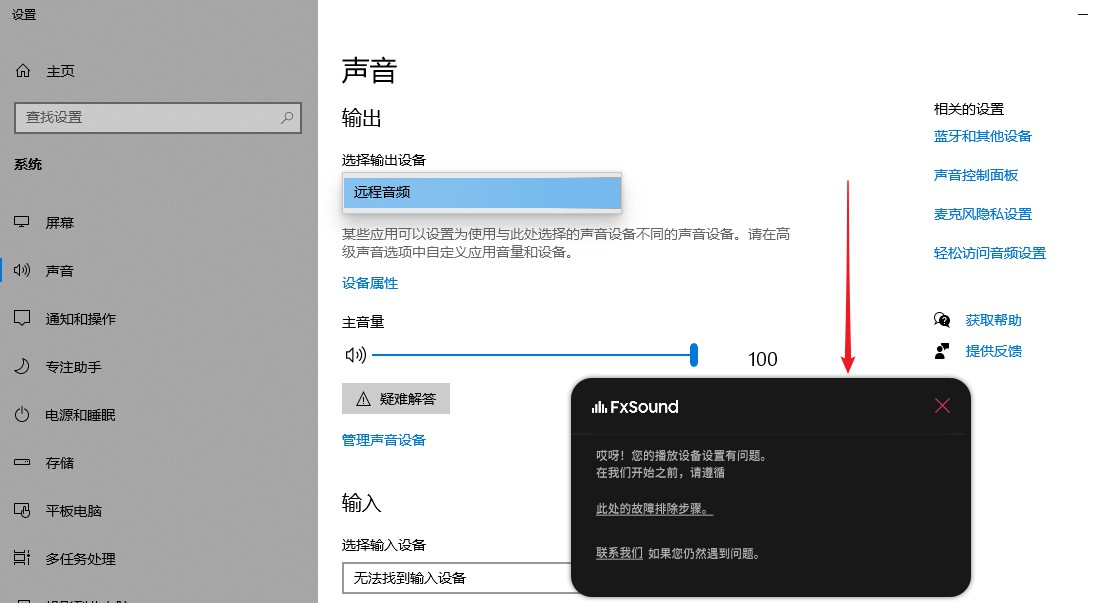 设置
主页
查找设置
系统
屏幕
声音
通知和操作
专注助手
电源和睡眠
存储
平板电脑
多任务处理
声音
输出
选择输出设备
远程音频
某些应用可以设置为使用与此处选择的声音设备不同的声音设备。请在高
级声音选项中自定义应用音量和设备。
设备属性
主音量
100
疑难解答
管理声音设备
输入
选择输入设备
无法找到输入设备
相关的设置
蓝牙和其他设备
声音控制面板
麦克风隐私设置
轻松访问音频设置
获取帮助
提供反馈
FxSound
哎呀！您的播放设备设置有问题。
在我们开始之前，请遵循
此处的故障排除步骤。
联系我们 如果您仍然遇到问题。